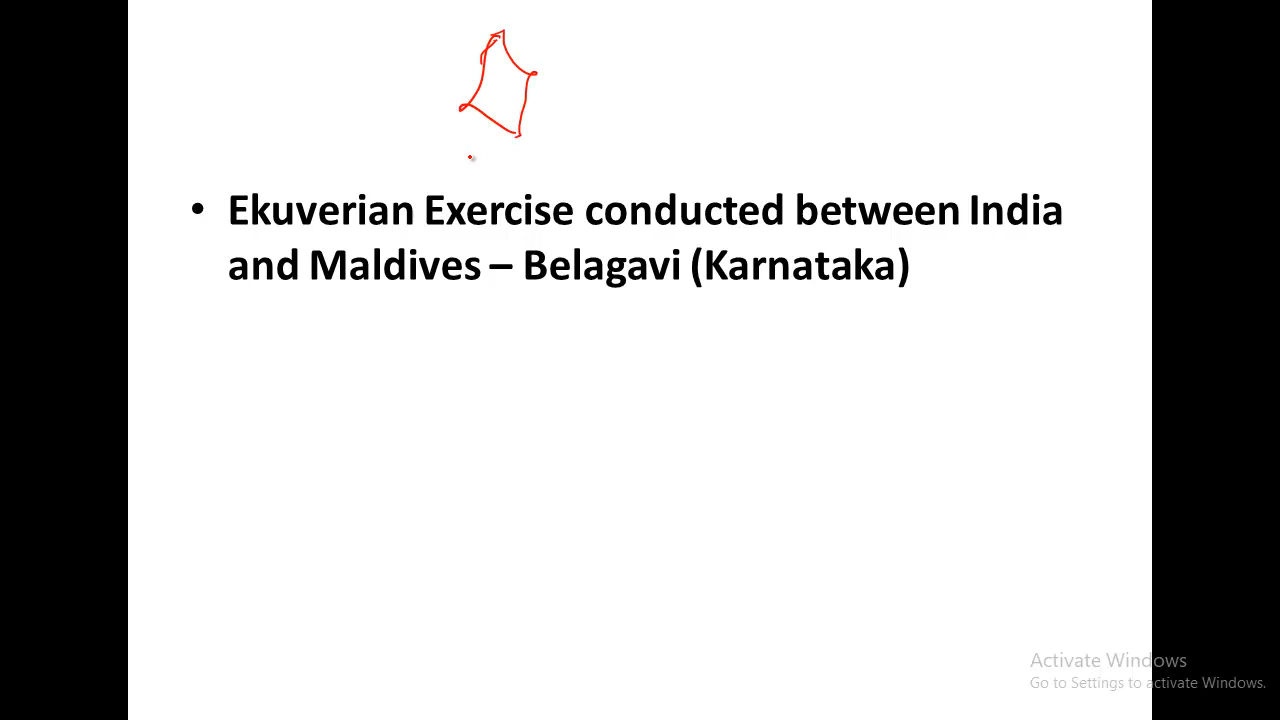 • Ekuverian Exercise conducted between India
and Maldives – Belagavi (Karnataka)
Activate Windows
Go to Settings to activate Windows.